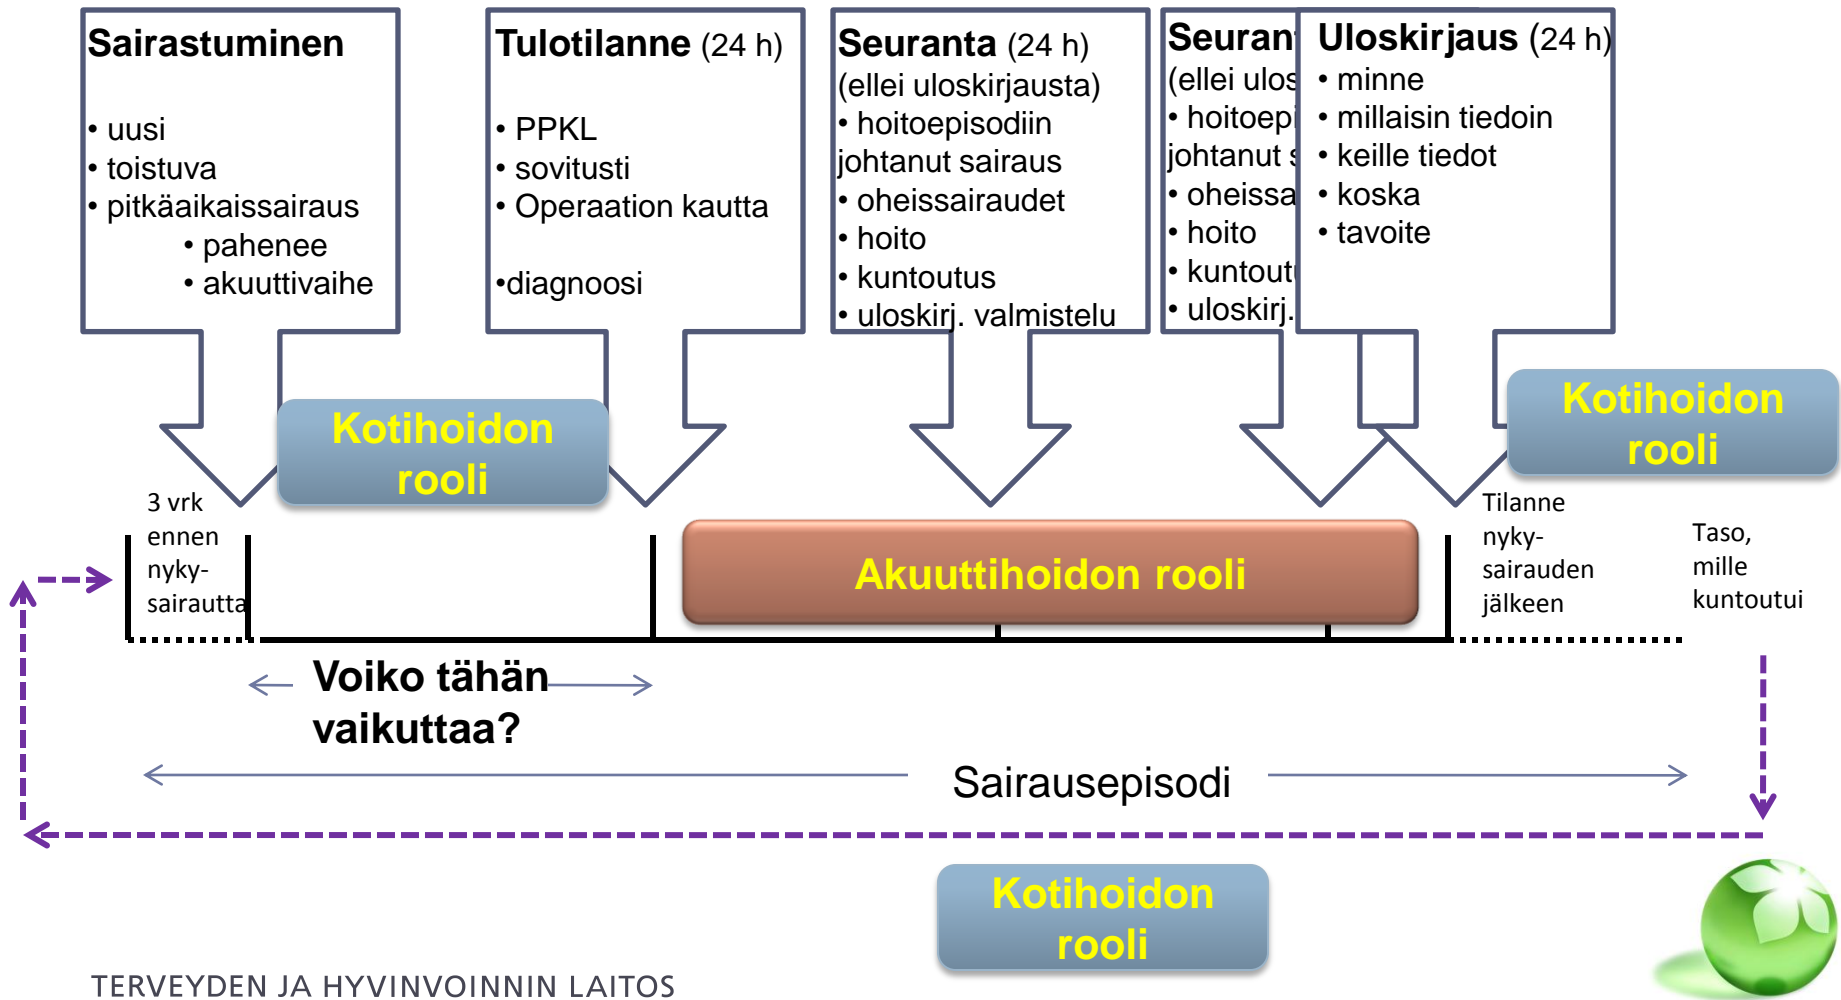 Sairastuminen
• uusi
• toistuva
• pitkäaikaissairaus
• pahenee
• akuuttivaihe
Tulotilanne (24 h)
• PPKL
• sovitusti
• Operaation kautta
•diagnoosi
Seuranta (24 h)
(ellei uloskirjausta)
• hoitoepisodiin
johtanut sairaus
• oheissairaudet
• hoito
• kuntoutus
• uloskirj. valmistelu
Seuran
(ellei ulos
• hoitoepi
johtanut s
• oheissa
• hoito
• kuntout
• uloskirj.
Uloskirjaus (24 h)
• minne
• millaisin tiedoin
• keille tiedot
• koska
• tavoite
Kotihoidon
rooli
Kotihoidon
rooli
3 vrk
ennen
nyky-
sairautta
Akuuttihoidon rooli
Tilanne
nyky-
sairauden
jälkeen
Taso,
mille
kuntoutui
Voiko tähän
vaikuttaa?
Sairausepisodi
Kotihoidon
rooli
TERVEYDEN JA HYVINVOINNIN LAITOS